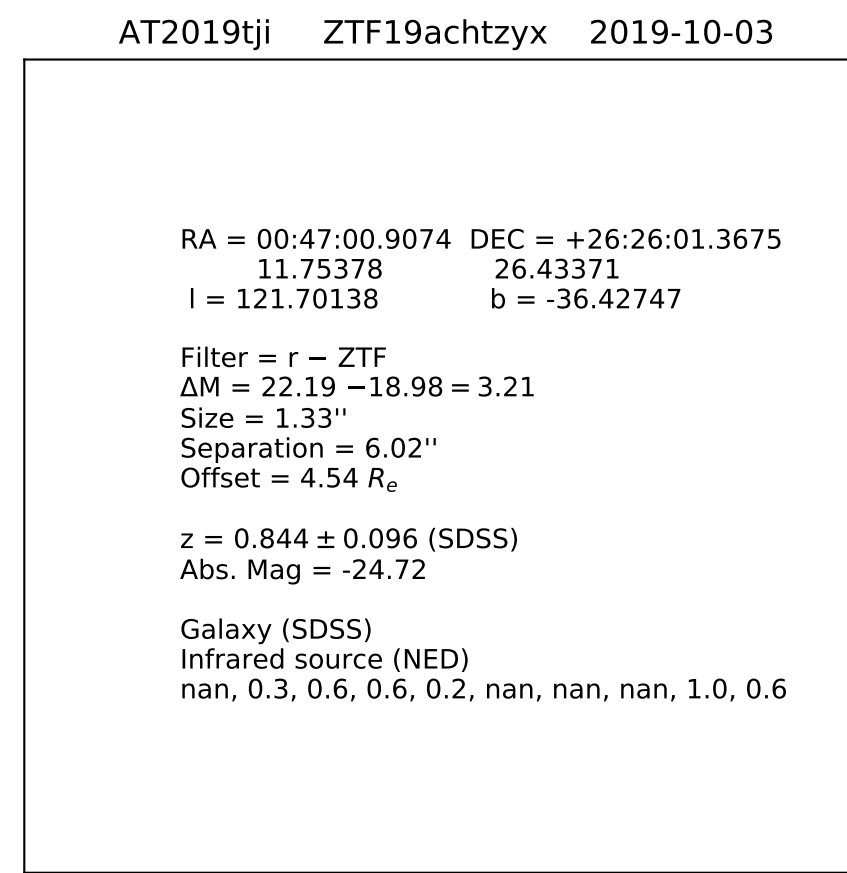 AT2019tji ZTF19achtzyx 2019-10-03
RA = 00:47:00.9074 DEC = +26:26:01.3675
11.75378 26.43371
l = 121.70138 b = -36.42747
Filter = r − ZTF
ΔM = 22.19 −18.98 = 3.21
Size = 1.33''
Separation = 6.02''
Offset = 4.54 Re
z = 0.844 ± 0.096 (SDSS)
Abs. Mag = -24.72
Galaxy (SDSS)
Infrared source (NED)
nan, 0.3, 0.6, 0.6, 0.2, nan, nan, nan, 1.0, 0.6